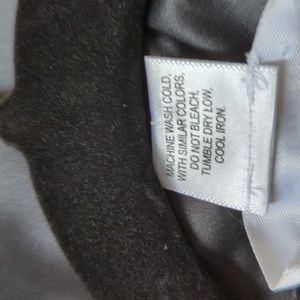 MACHINE WASH COLD,
WITH SIMILAR COLORS,
DO NOT BLEACH,
TUMBLE DRY LOW,
COOL IRON.